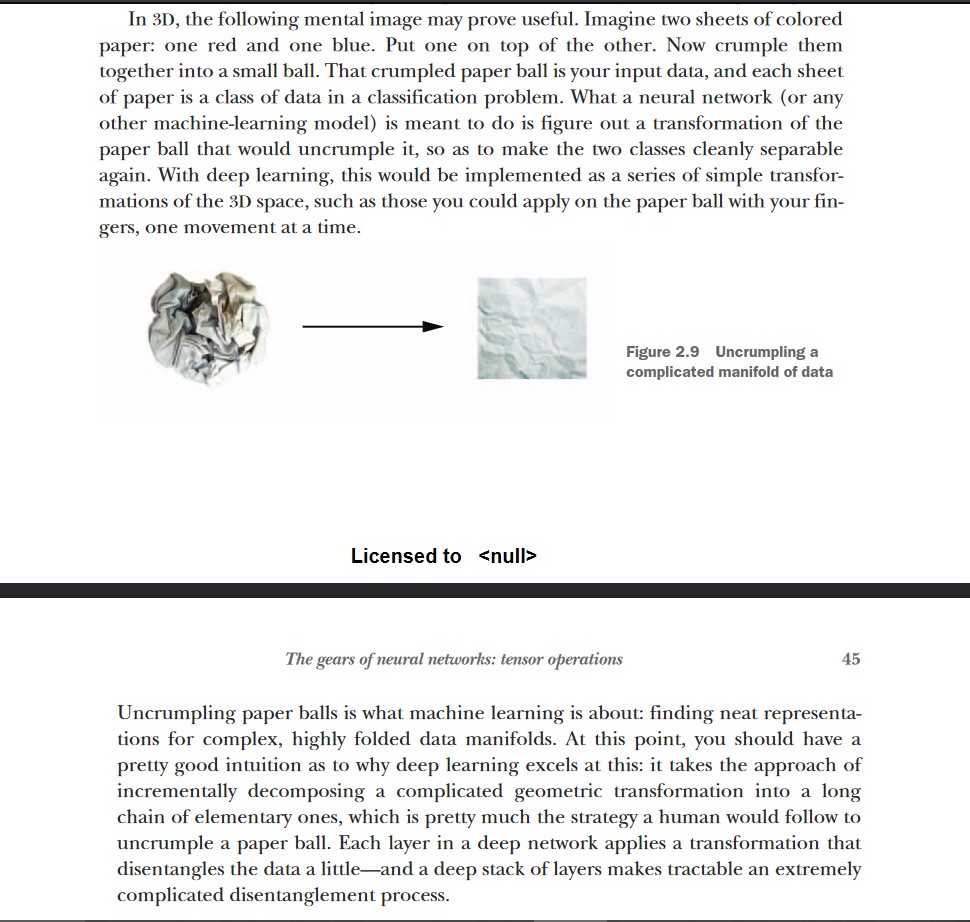 In 3D, the following mental image may prove useful. Imagine two sheets of colored
paper: one red and one blue. Put one on top of the other. Now crumple them
together into a small ball. That crumpled paper ball is your input data, and each sheet
of paper is a class of data in a classification problem. What a neural network (or any
other machine-learning model) is meant to do is figure out a transformation of the
paper ball that would uncrumple it, so as to make the two classes cleanly separable
again. With deep learning, this would be implemented as a series of simple transfor-
mations of the 3D space, such as those you could apply on the paper ball with your fin-
gers, one movement at a time.
Figure 2.9 Uncrumpling a
complicated manifold of data
Licensed to <null>
The gears of neural networks: tensor operations 45
Uncrumpling paper balls is what machine learning is about: finding neat representa-
tions for complex, highly folded data manifolds. At this point, you should have a
pretty good intuition as to why deep learning excels at this: it takes the approach of
incrementally decomposing a complicated geometric transformation into a long
chain of elementary ones, which is pretty much the strategy a human would follow to
uncrumple a paper ball. Each layer in a deep network applies a transformation that
disentangles the data a little—and a deep stack of layers makes tractable an extremely
complicated disentanglement process.